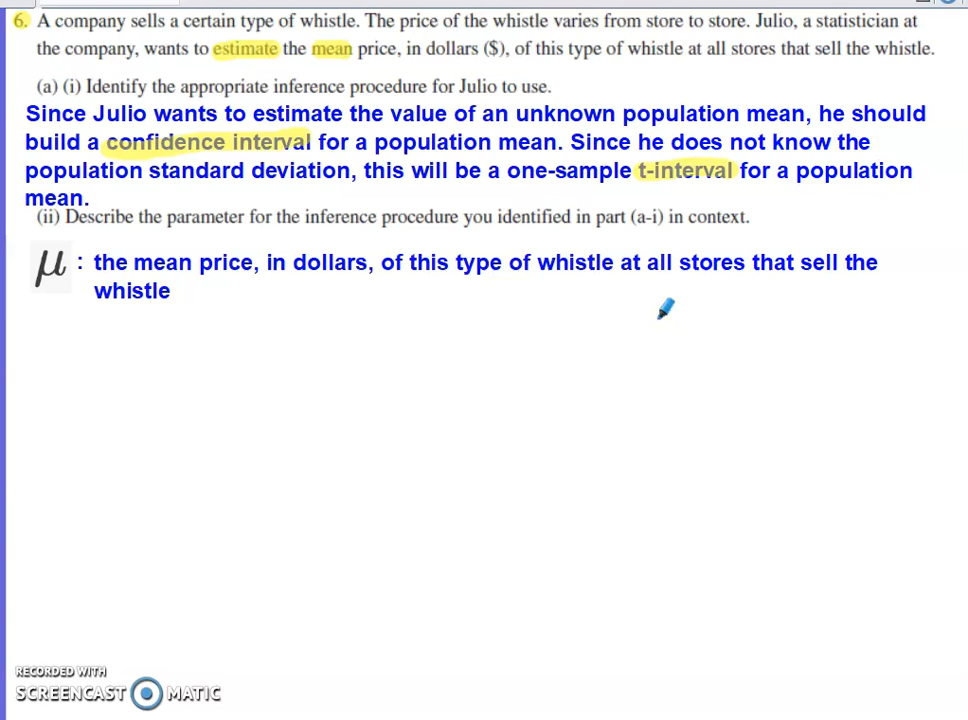 6. A company sells a certain type of whistle. The price of the whistle varies from store to store. Julio, a statistician at
the company, wants to estimate the mean price, in dollars ($), of this type of whistle at all stores that sell the whistle.
(a) (i) Identify the appropriate inference procedure for Julio to use.
Since Julio wants to estimate the value of an unknown population mean, he should
build a confidence interval for a population mean. Since he does not know the
population standard deviation, this will be a one-sample t-interval for a population
mean.
(ii) Describe the parameter for the inference procedure you identified in part (a-i) in context.
μ : the mean price, in dollars, of this type of whistle at all stores that sell the
whistle
RECORDED WITH
SCREENCAST MATIC